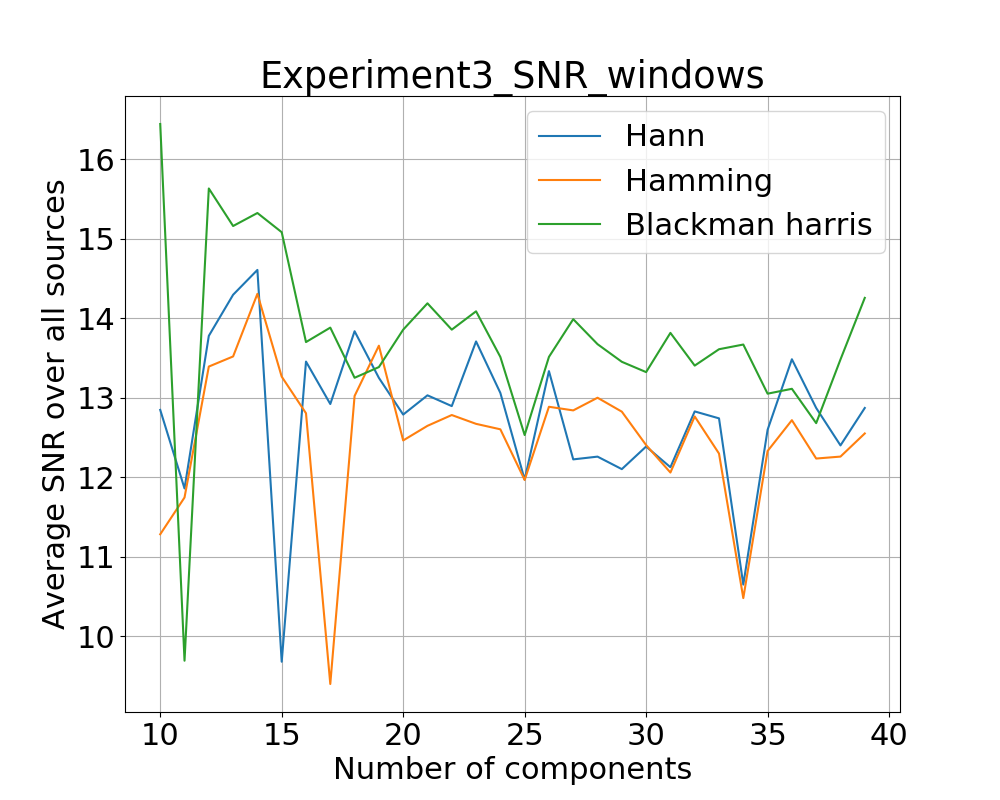 Experiment3_SNR_windows
Hann
Hamming
Blackman harris
Average SNR over all sources
16
15
14
13
12
11
10
10 15 20 25 30 35 40
Number of components